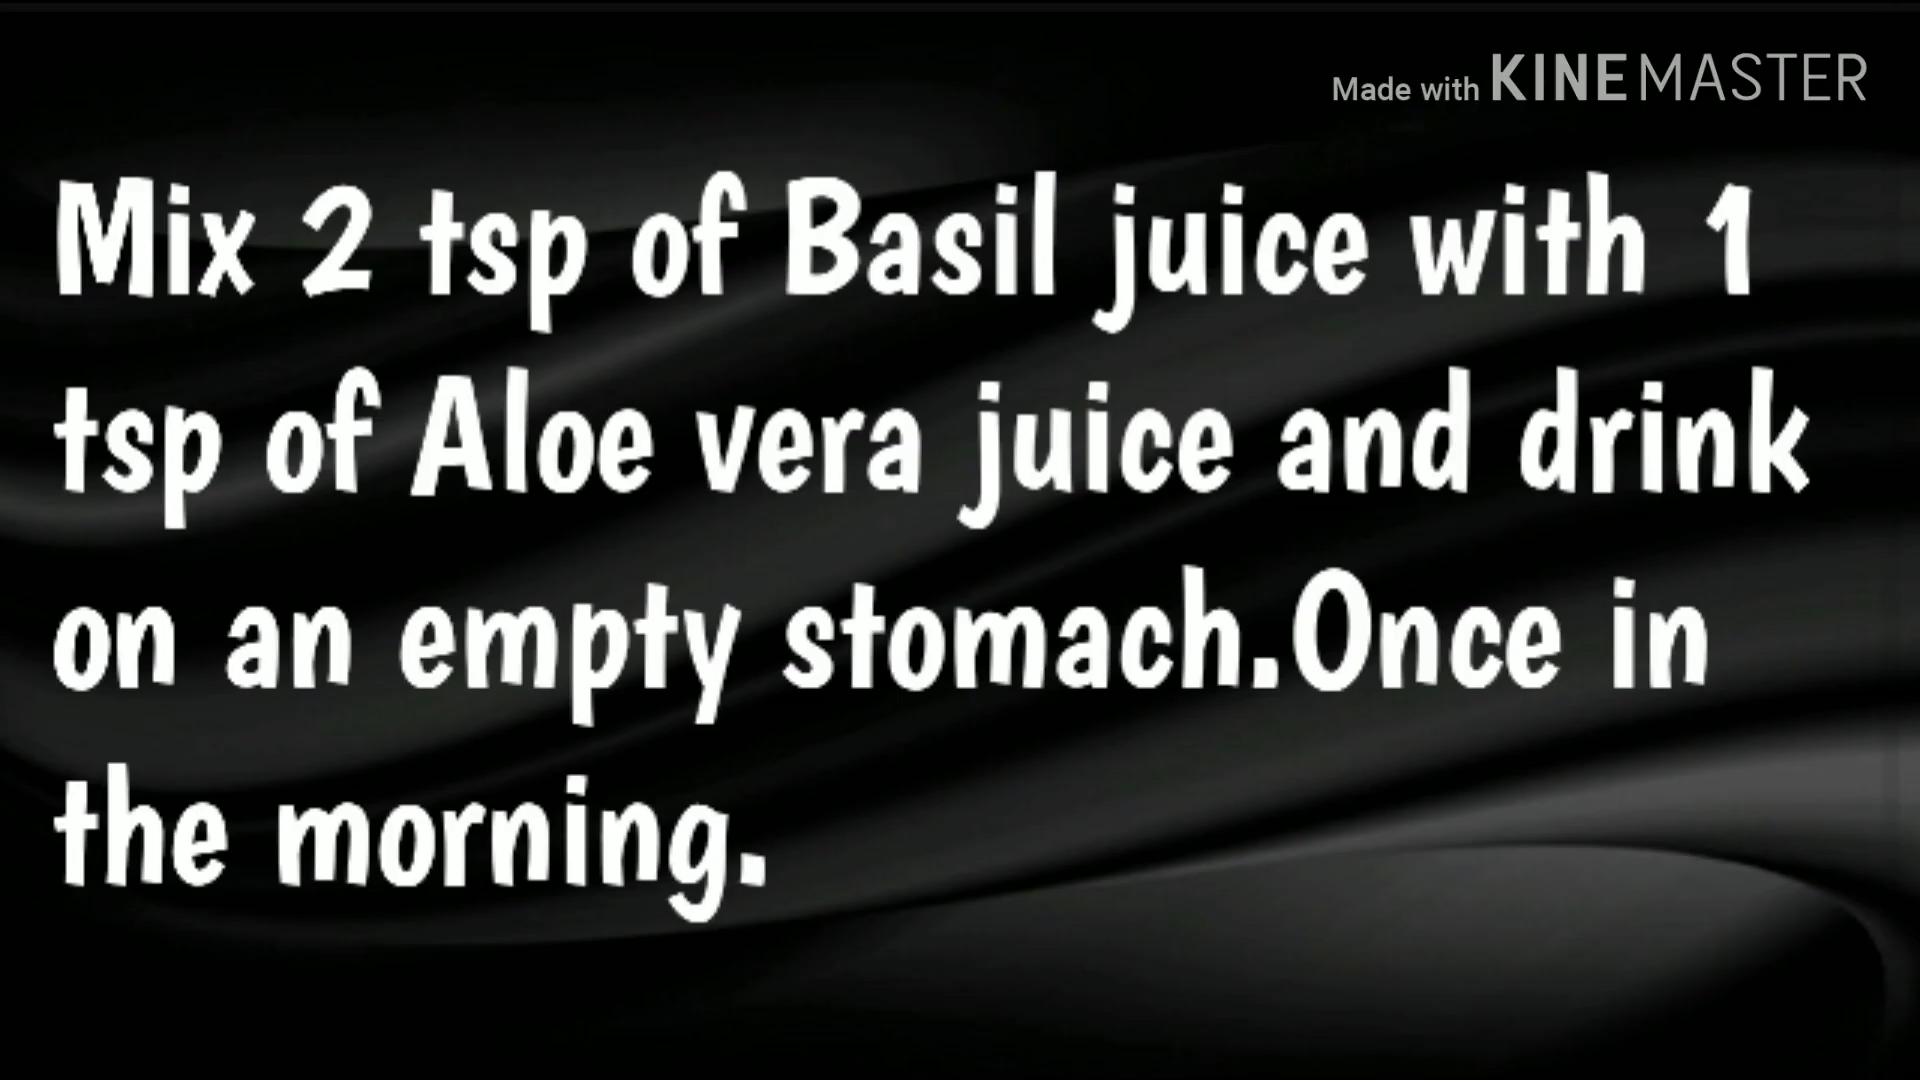 Made with KINEMASTER
Mix 2 tsp of Basil juice with 1
tsp of Aloe vera juice and drink
on an empty stomach.Once in
the morning.